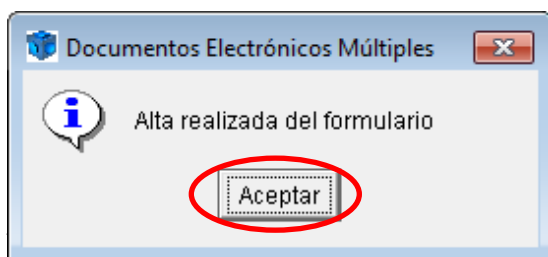 Documentos Electrónicos Múltiples
Alta realizada del formulario
Aceptar